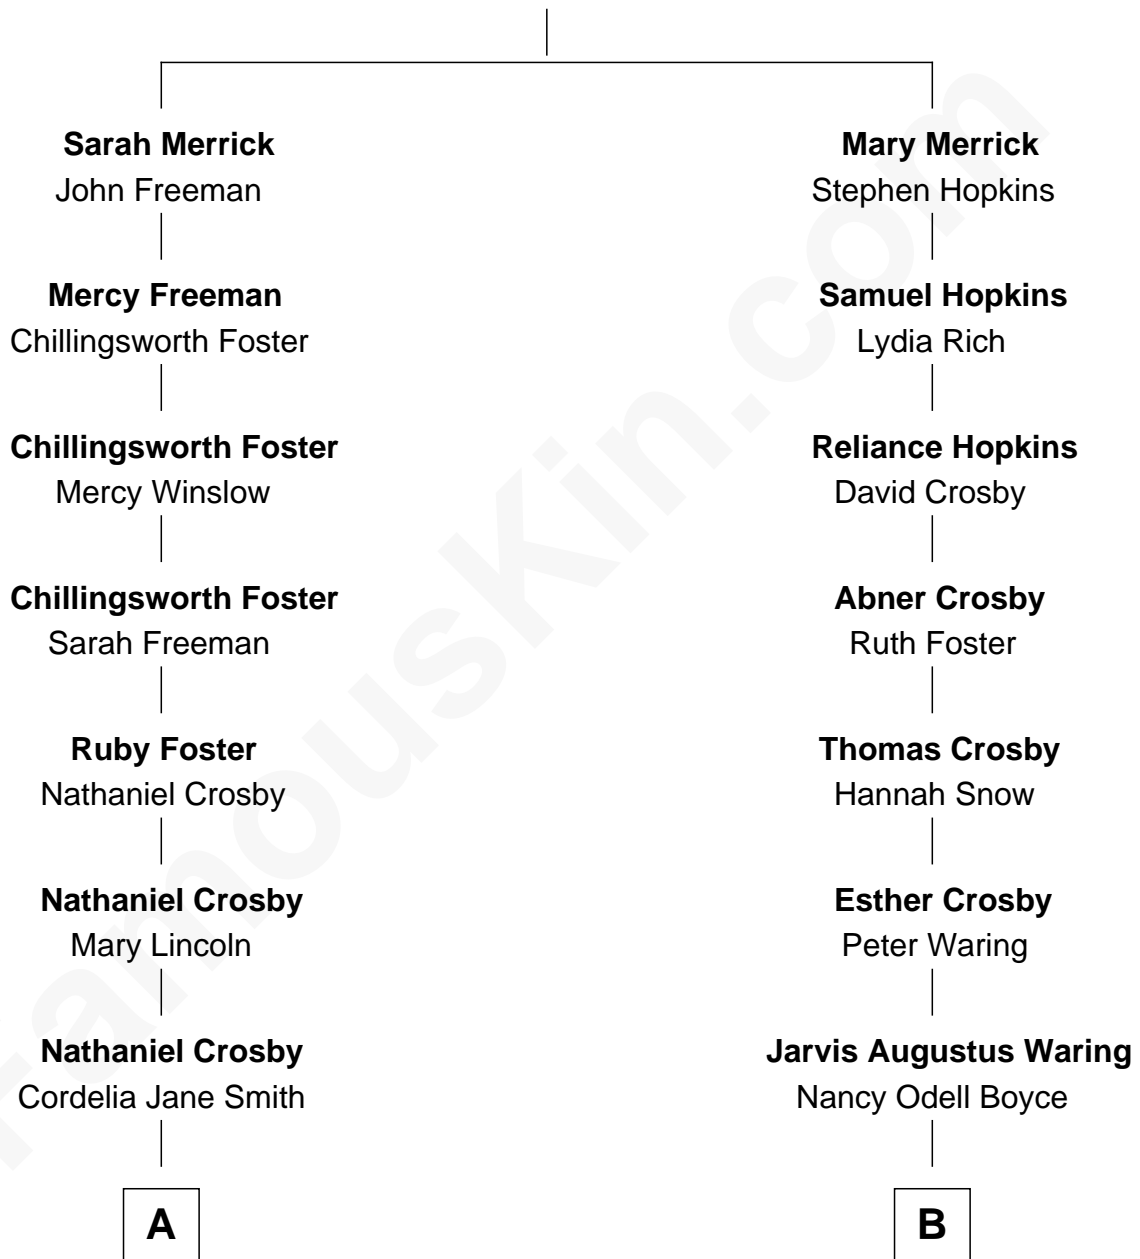 Sarah Merrick
John Freeman
Mercy Freeman
Chillingsworth Foster
Chillingsworth Foster
Mercy Winslow
Chillingsworth Foster
Sarah Freeman
Ruby Foster
Nathaniel Crosby
Nathaniel Crosby
Mary Lincoln
Nathaniel Crosby
Cordelia Jane Smith
A
Mary Merrick
Stephen Hopkins
Samuel Hopkins
Lydia Rich
Reliance Hopkins
David Crosby
Abner Crosby
Ruth Foster
Thomas Crosby
Hannah Snow
Esther Crosby
Peter Waring
Jarvis Augustus Waring
Nancy Odell Boyce
B
FamousKin.com